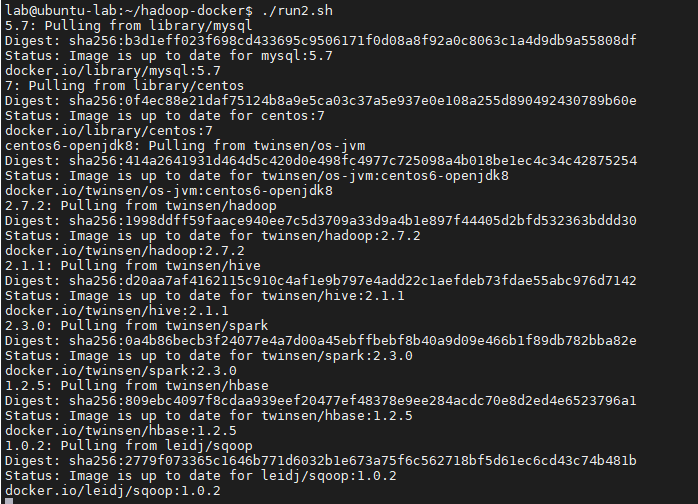 lab@ubuntu-lab:~/hadoop-docker$ ./run2.sh
5.7: Pulling from library/mysql
Digest: sha256:b3d1eff023f698cd433695c9506171f0d08a8f92a0c8063c1a4d9db9a55808df
Status: Image is up to date for mysql:5.7
docker.io/library/mysql:5.7
7: Pulling from library/centos
Digest: sha256:0f4ec88e21daf75124b8a9e5ca03c37a5e937e0e108a255d890492430789b60e
Status: Image is up to date for centos:7
docker.io/library/centos:7
centos6-openjdk8: Pulling from twinsen/os-jvm
Digest: sha256:414a2641931d464d5c420d0e498fc4977c725098a4b018be1ec4c34c42875254
Status: Image is up to date for twinsen/os-jvm:centos6-openjdk8
docker.io/twinsen/os-jvm:centos6-openjdk8
2.7.2: Pulling from twinsen/hadoop
Digest: sha256:1998ddff59faace940ee7c5d3709a33d9a4b1e897f44405d2bfd532363bddd30
Status: Image is up to date for twinsen/hadoop:2.7.2
docker.io/twinsen/hadoop:2.7.2
2.1.1: Pulling from twinsen/hive
Digest: sha256:d20aa7af4162115c910c4af1e9b797e4add22c1aefdeb73fdae55abc976d7142
Status: Image is up to date for twinsen/hive:2.1.1
docker.io/twinsen/hive:2.1.1
2.3.0: Pulling from twinsen/spark
Digest: sha256:0a4b86becb3f24077e4a7d00a45ebffbebf8b40a9d09e466b1f89db782bba82e
Status: Image is up to date for twinsen/spark:2.3.0
docker.io/twinsen/spark:2.3.0
1.2.5: Pulling from twinsen/hbase
Digest: sha256:809ebc4097f8cdaa939eef20477ef48378e9ee284acdc70e8d2ed4e6523796a1
Status: Image is up to date for twinsen/hbase:1.2.5
docker.io/twinsen/hbase:1.2.5
1.0.2: Pulling from leidj/sqoop
Digest: sha256:2779f073365c1646b771d6032b1e673a75f6c562718bf5d61ec6cd43c74b481b
Status: Image is up to date for leidj/sqoop:1.0.2
docker.io/leidj/sqoop:1.0.2